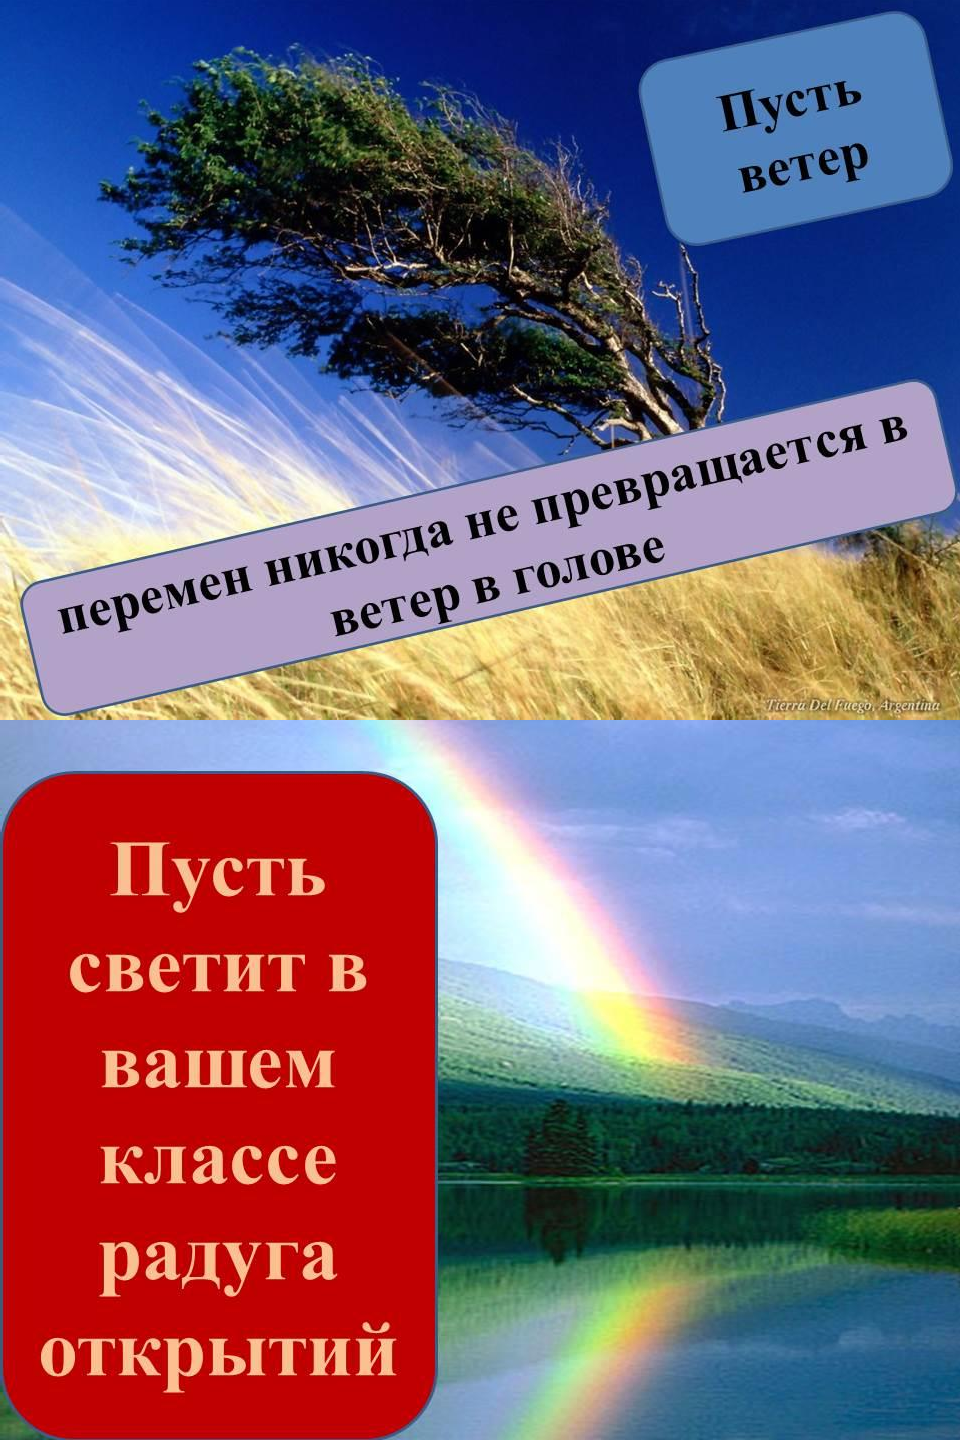 Пусть
ветер
перемен никогда не превращается в
ветер в голове
Tierra Del Fuego, Argentina
Пусть
светит в
вашем
классе
радуга
открытий